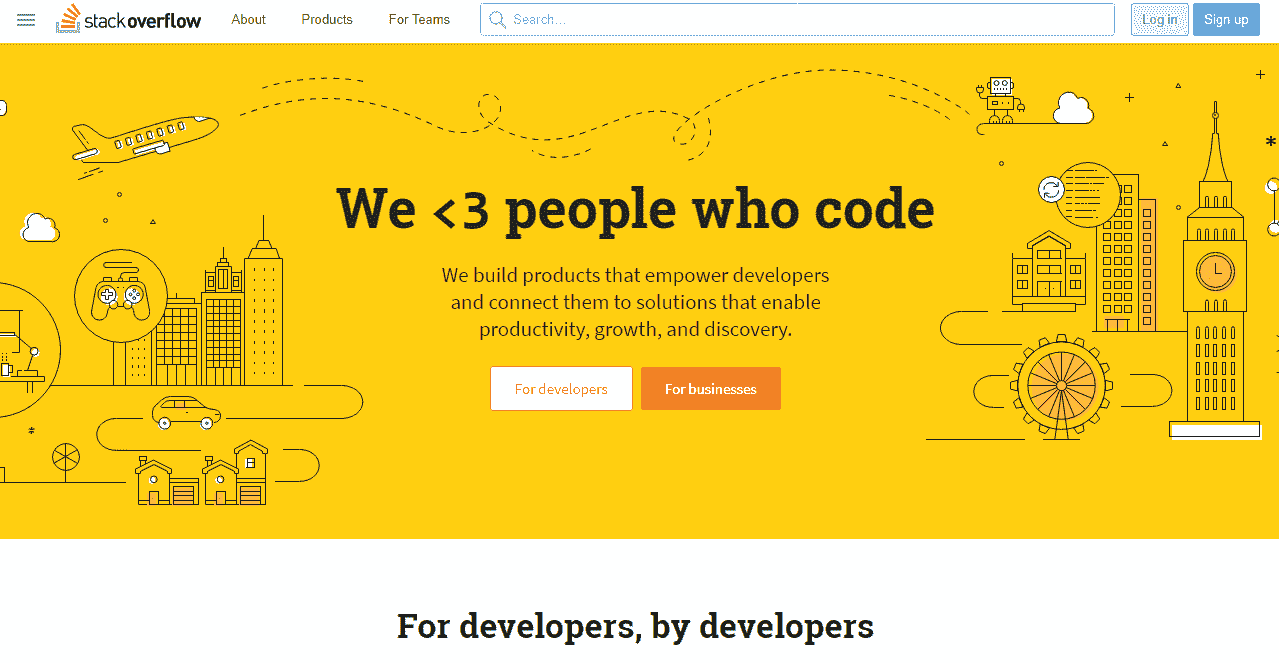 stackoverflow About Products For Teams Search... Log in Sign up
We <3 people who code
We build products that empower developers
and connect them to solutions that enable
productivity, growth, and discovery.
For developers For businesses
For developers, by developers